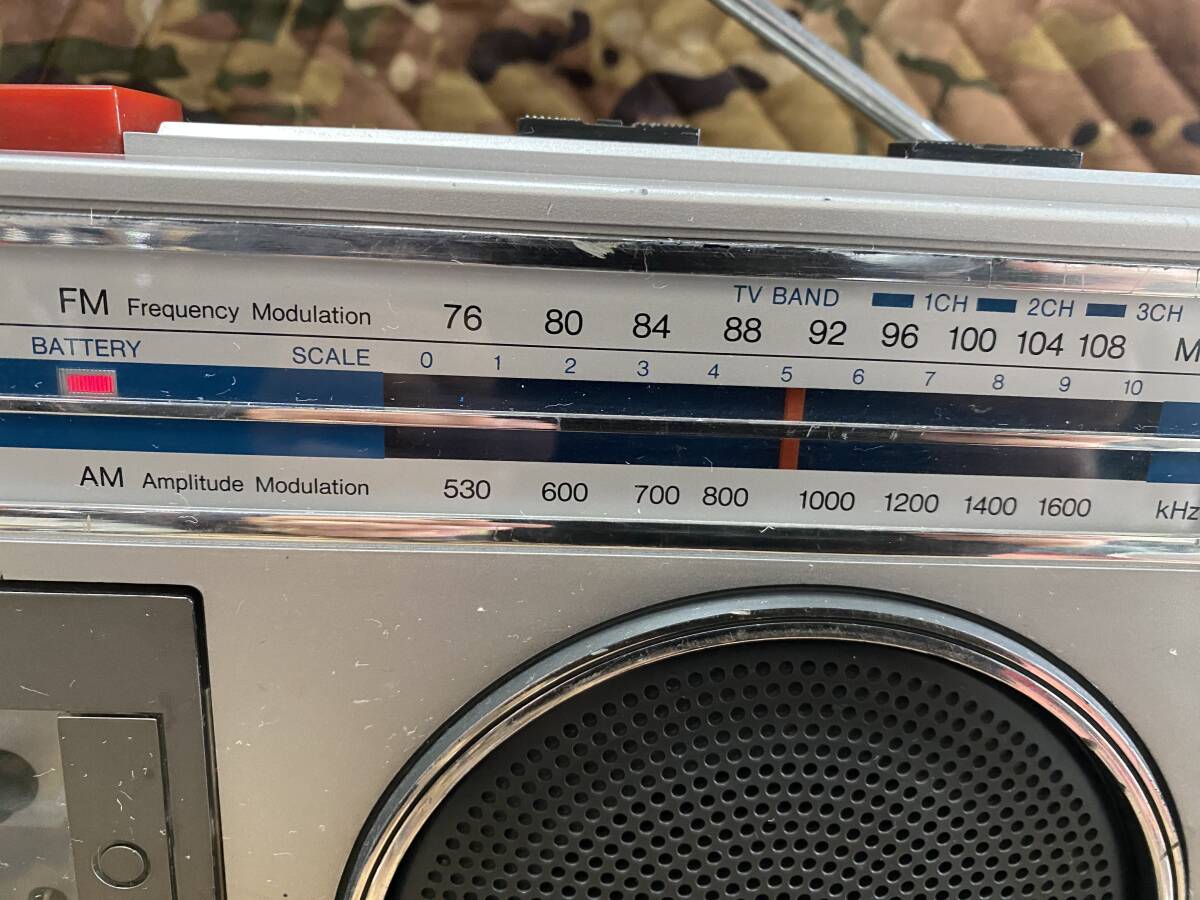 TV BAND 1CH 2CH 3CH
FM Frequency Modulation 76 80 84 88 92 96 100 104 108
BATTERY SCALE 0 1 2 3 4 5 6 7 8 9 10
AM Amplitude Modulation 530 600 700 800 1000 1200 1400 1600 kHz